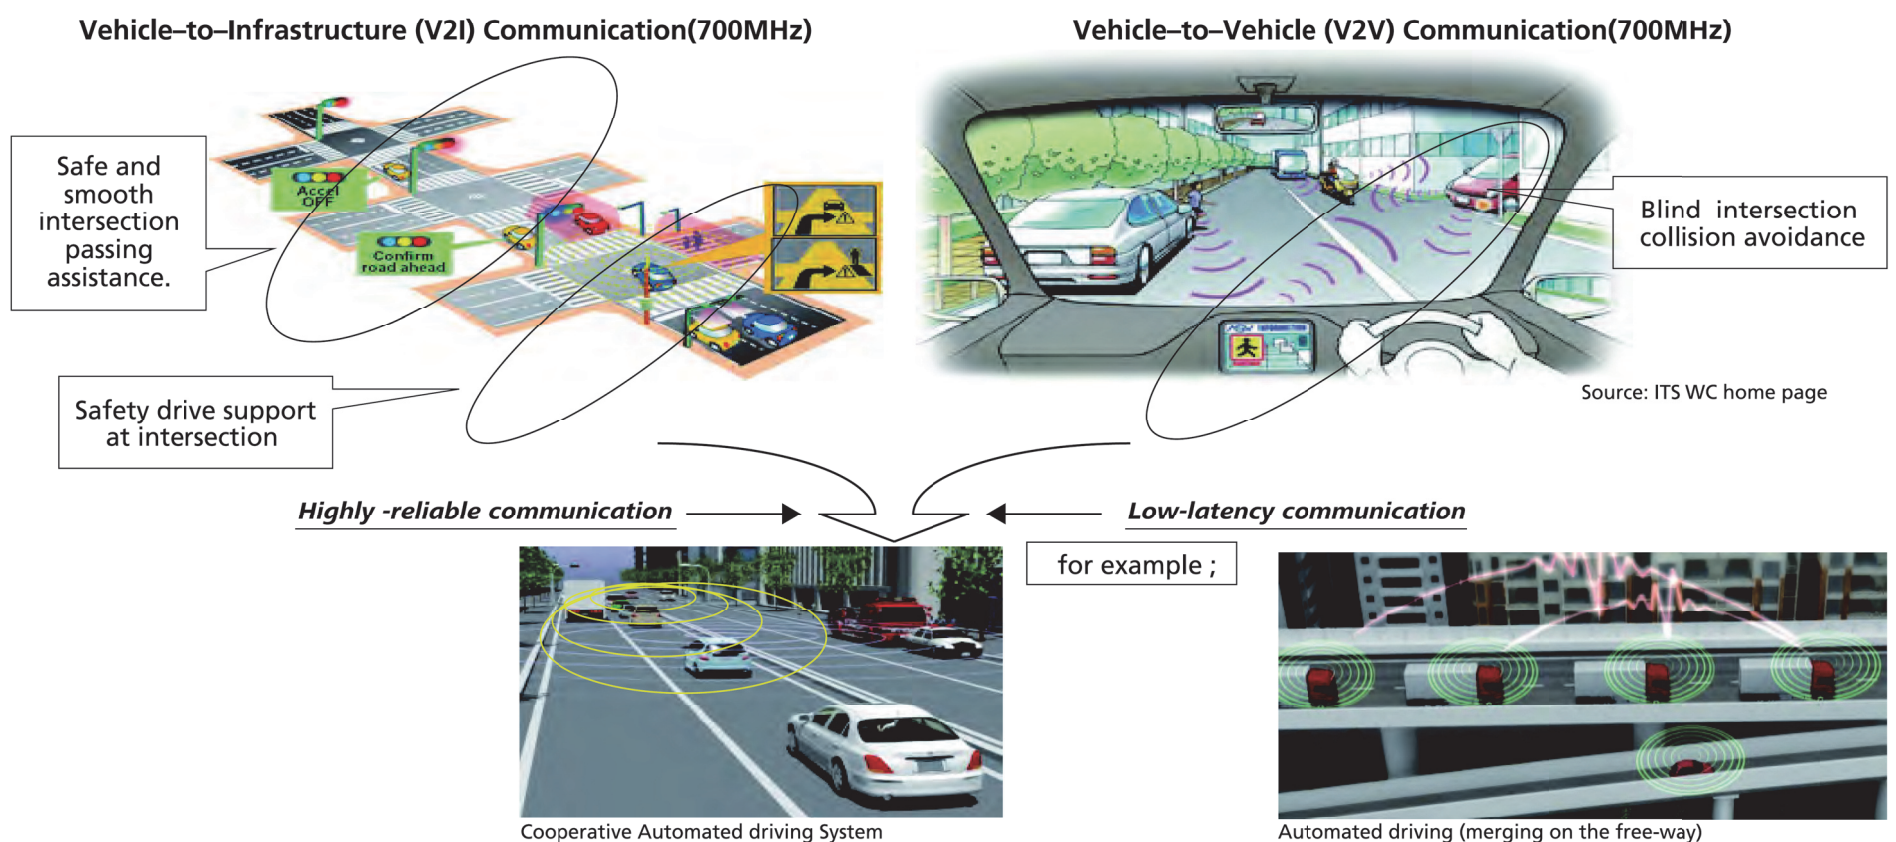 Vehicle–to–Infrastructure (V2I) Communication(700MHz)
Vehicle–to–Vehicle (V2V) Communication(700MHz)
Safe and
smooth
intersection
passing
assistance.
Accel
OFF
Confirm
road ahead
Safety drive support
at intersection
Blind intersection
collision avoidance
Source: ITS WC home page
Highly -reliable communication
Low-latency communication
for example ;
Cooperative Automated driving System
Automated driving (merging on the free-way)